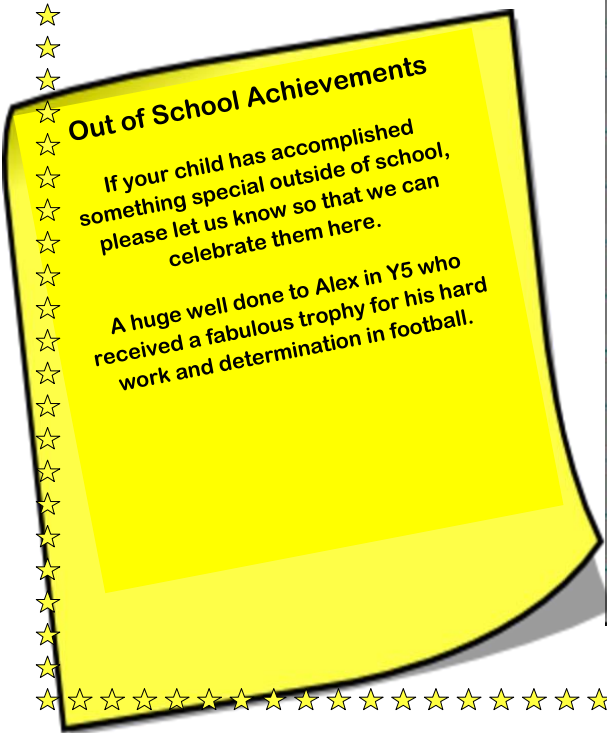 Out of School Achievements
If your child has accomplished
something special outside of school,
please let us know so that we can
celebrate them here.
A huge well done to Alex in Y5 who
received a fabulous trophy for his hard
work and determination in football.